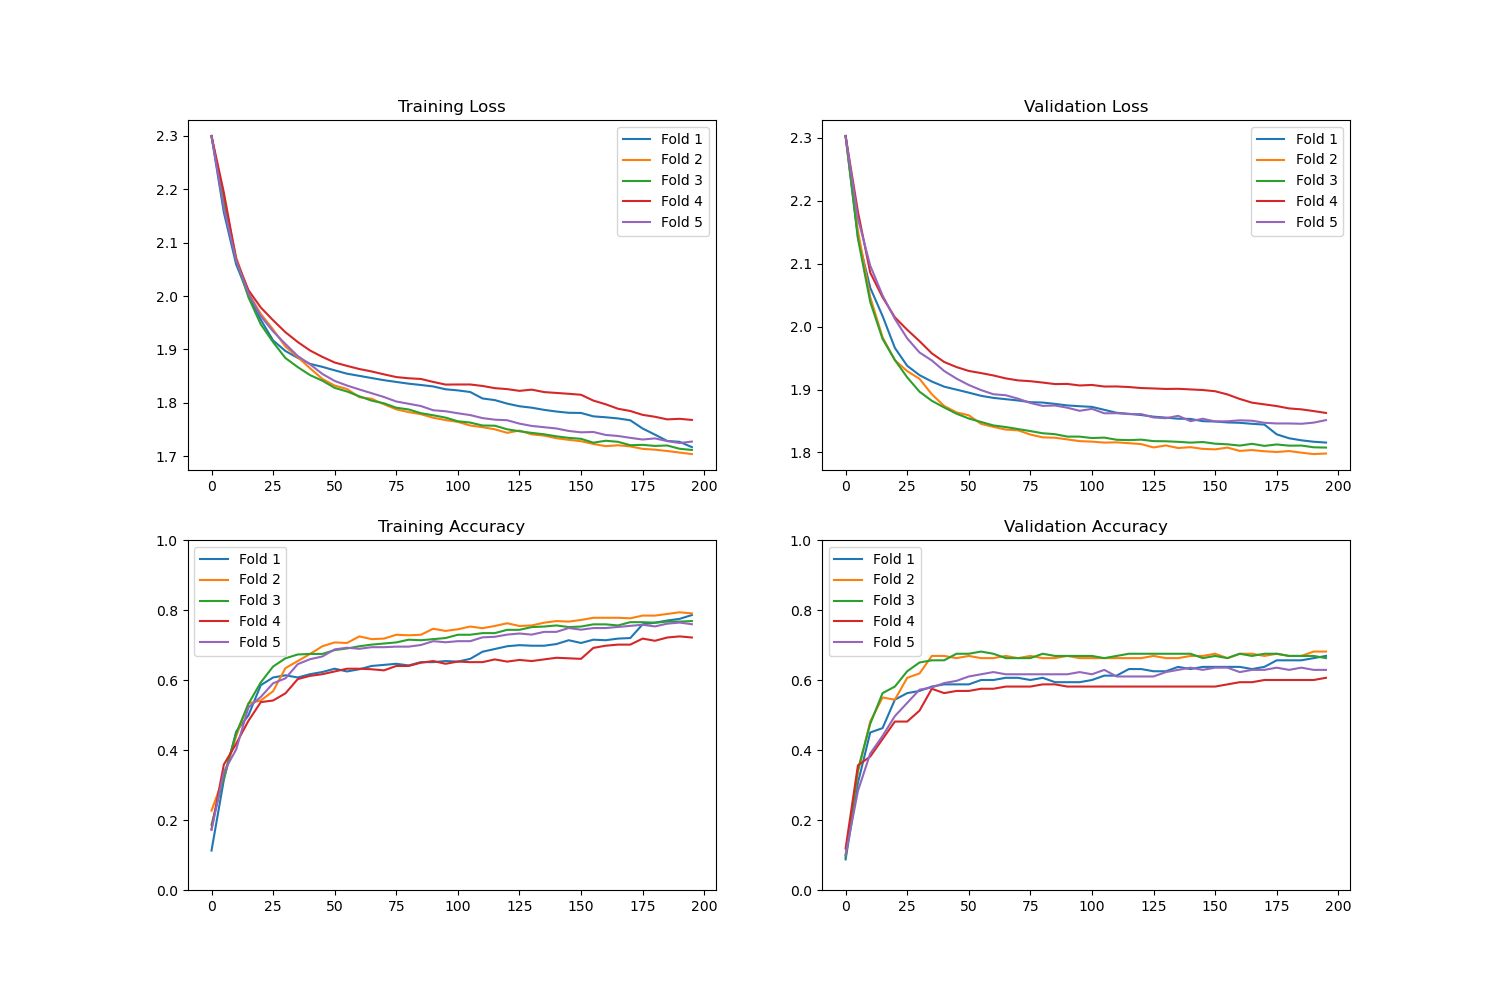 Training Loss
2.3
2.2
2.1
2.0
1.9
1.8
1.7
Fold 1
Fold 2
Fold 3
Fold 4
Fold 5
0 25 50 75 100 125 150 175 200
Validation Loss
2.3
2.2
2.1
2.0
1.9
1.8
Fold 1
Fold 2
Fold 3
Fold 4
Fold 5
0 25 50 75 100 125 150 175 200
Training Accuracy
1.0
0.8
0.6
0.4
0.2
0.0
Fold 1
Fold 2
Fold 3
Fold 4
Fold 5
0 25 50 75 100 125 150 175 200
Validation Accuracy
1.0
0.8
0.6
0.4
0.2
0.0
Fold 1
Fold 2
Fold 3
Fold 4
Fold 5
0 25 50 75 100 125 150 175 200